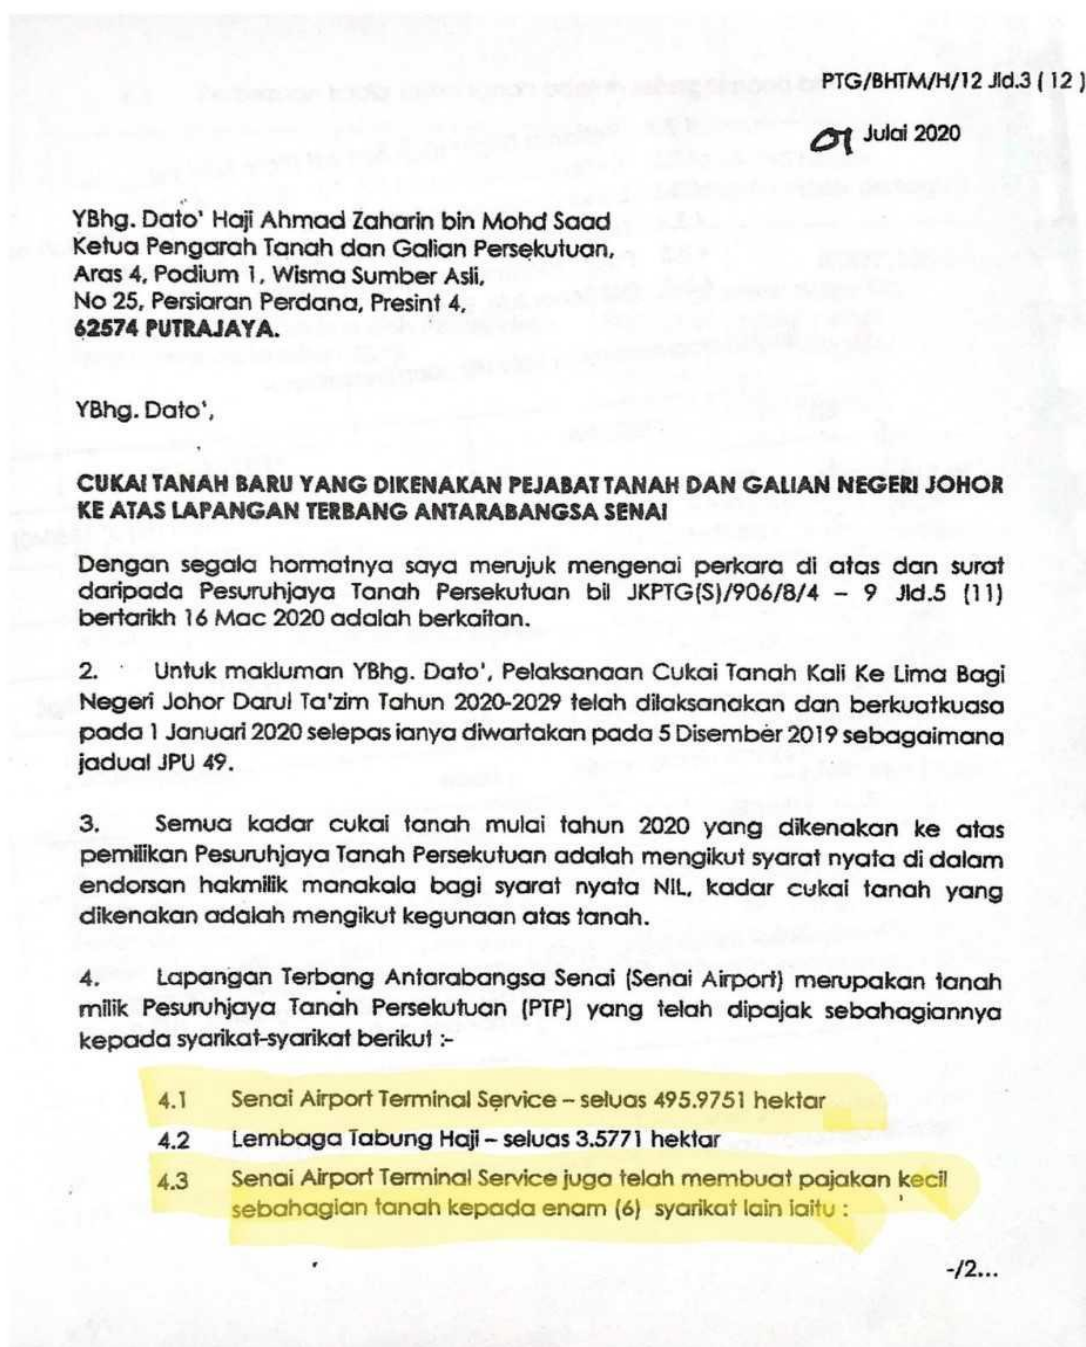 PTG/BHTM/H/12 Jld.3 ( 12 )
01 Julai 2020
YBhg. Dato' Haji Ahmad Zaharin bin Mohd Saad
Ketua Pengarah Tanah dan Galian Persekutuan,
Aras 4, Podium 1, Wisma Sumber Asli,
No 25, Persiaran Perdana, Presint 4,
62574 PUTRAJAYA.
YBhg. Dato',
CUKAI TANAH BARU YANG DIKENAKAN PEJABAT TANAH DAN GALIAN NEGERI JOHOR
KE ATAS LAPANGAN TERBANG ANTARABANGSA SENAI
Dengan segala hormatnya saya merujuk mengenai perkara di atas dan surat
daripada Pesuruhjaya Tanah Persekutuan bil JKPTG(S)/906/8/4 – 9 Jld.5 (11)
bertarikh 16 Mac 2020 adalah berkaitan.
2. Untuk makluman YBhg. Dato', Pelaksanaan Cukai Tanah Kali Ke Lima Bagi
Negeri Johor Darul Ta'zim Tahun 2020-2029 telah dilaksanakan dan berkuatkuasa
pada 1 Januari 2020 selepas ianya diwartakan pada 5 Disember 2019 sebagaimana
jadual JPU 49.
3. Semua kadar cukai tanah mulai tahun 2020 yang dikenakan ke atas
pemilikan Pesuruhjaya Tanah Persekutuan adalah mengikut syarat nyata di dalam
endorsan hakmilik manakala bagi syarat nyata NIL, kadar cukai tanah yang
dikenakan adalah mengikut kegunaan atas tanah.
4. Lapangan Terbang Antarabangsa Senai (Senai Airport) merupakan tanah
milik Pesuruhjaya Tanah Persekutuan (PTP) yang telah dipajak sebahagiannya
kepada syarikat-syarikat berikut :-
4.1 Senai Airport Terminal Service – seluas 495.9751 hektar
4.2 Lembaga Tabung Haji – seluas 3.5771 hektar
4.3 Senai Airport Terminal Service juga telah membuat pajakan kecil
sebahagian tanah kepada enam (6) syarikat lain iaitu :
-/2...